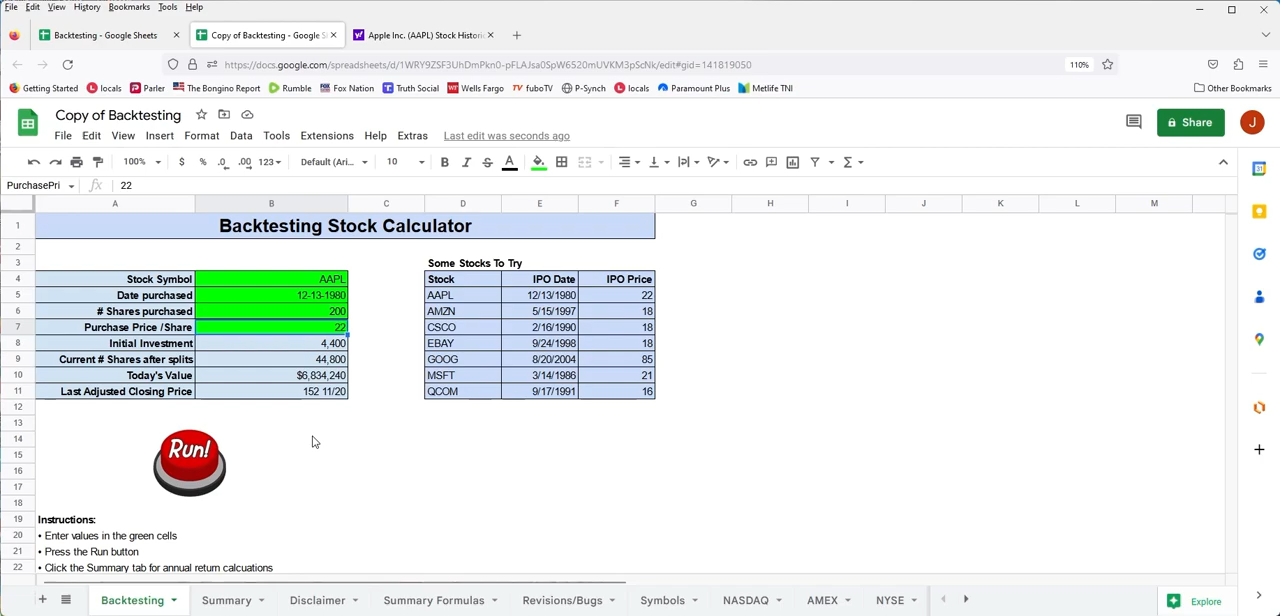 File Edit View History Bookmarks Tools Help
Backtesting - Google Sheets × Copy of Backtesting - Google S × Apple Inc. (AAPL) Stock Historic ×
https://docs.google.com/spreadsheets/d/1WRY9ZSF3UhDmPkn0-pFLAJsa0SpW6520mUVKM3pScNk/edit#gid=141819050 110%
Getting Started locals Parler The Bongino Report Rumble Fox Nation Truth Social Wells Fargo fuboTV P-Synch locals Paramount Plus Metlife TNI Other Bookmarks
Copy of Backtesting
File Edit View Insert Format Data Tools Extensions Help Extras Last edit was seconds ago Share J
100% $ % .0 .00 123 Default (Ari... 10 B I S A
PurchasePri fx 22
A B C D E F G H I J K L M
1 Backtesting Stock Calculator
2
3 Some Stocks To Try
4 Stock Symbol AAPL Stock IPO Date IPO Price
5 Date purchased 12-13-1980 AAPL 12/13/1980 22
6 # Shares purchased 200 AMZN 5/15/1997 18
7 Purchase Price /Share 22 CSCO 2/16/1990 18
8 Initial Investment 4,400 EBAY 9/24/1998 18
9 Current # Shares after splits 44,800 GOOG 8/20/2004 85
10 Today's Value $6,834,240 MSFT 3/14/1986 21
11 Last Adjusted Closing Price 152 11/20 QCOM 9/17/1991 16
12
13
14 Run!
15
16
17
18
19 Instructions:
20 • Enter values in the green cells
21 • Press the Run button
22 • Click the Summary tab for annual return calcuations
Backtesting Summary Disclaimer Summary Formulas Revisions/Bugs Symbols NASDAQ AMEX NYSE Explore